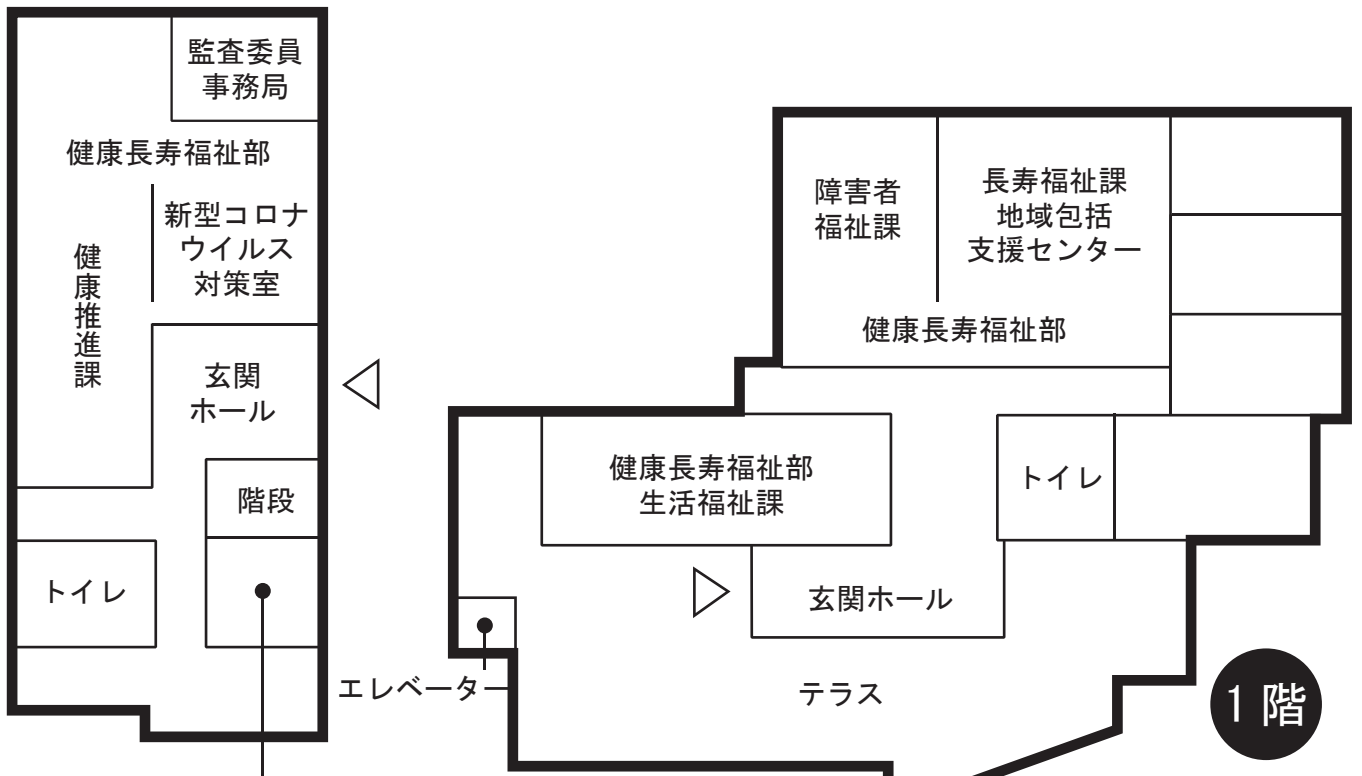 監査委員
事務局
健康長寿福祉部
新型コロナ
ウイルス
対策室
健康推進課
玄関
ホール
階段
トイレ
障害者
福祉課
長寿福祉課
地域包括
支援センター
健康長寿福祉部
健康長寿福祉部
生活福祉課
トイレ
玄関ホール
エレベーター
テラス
1階